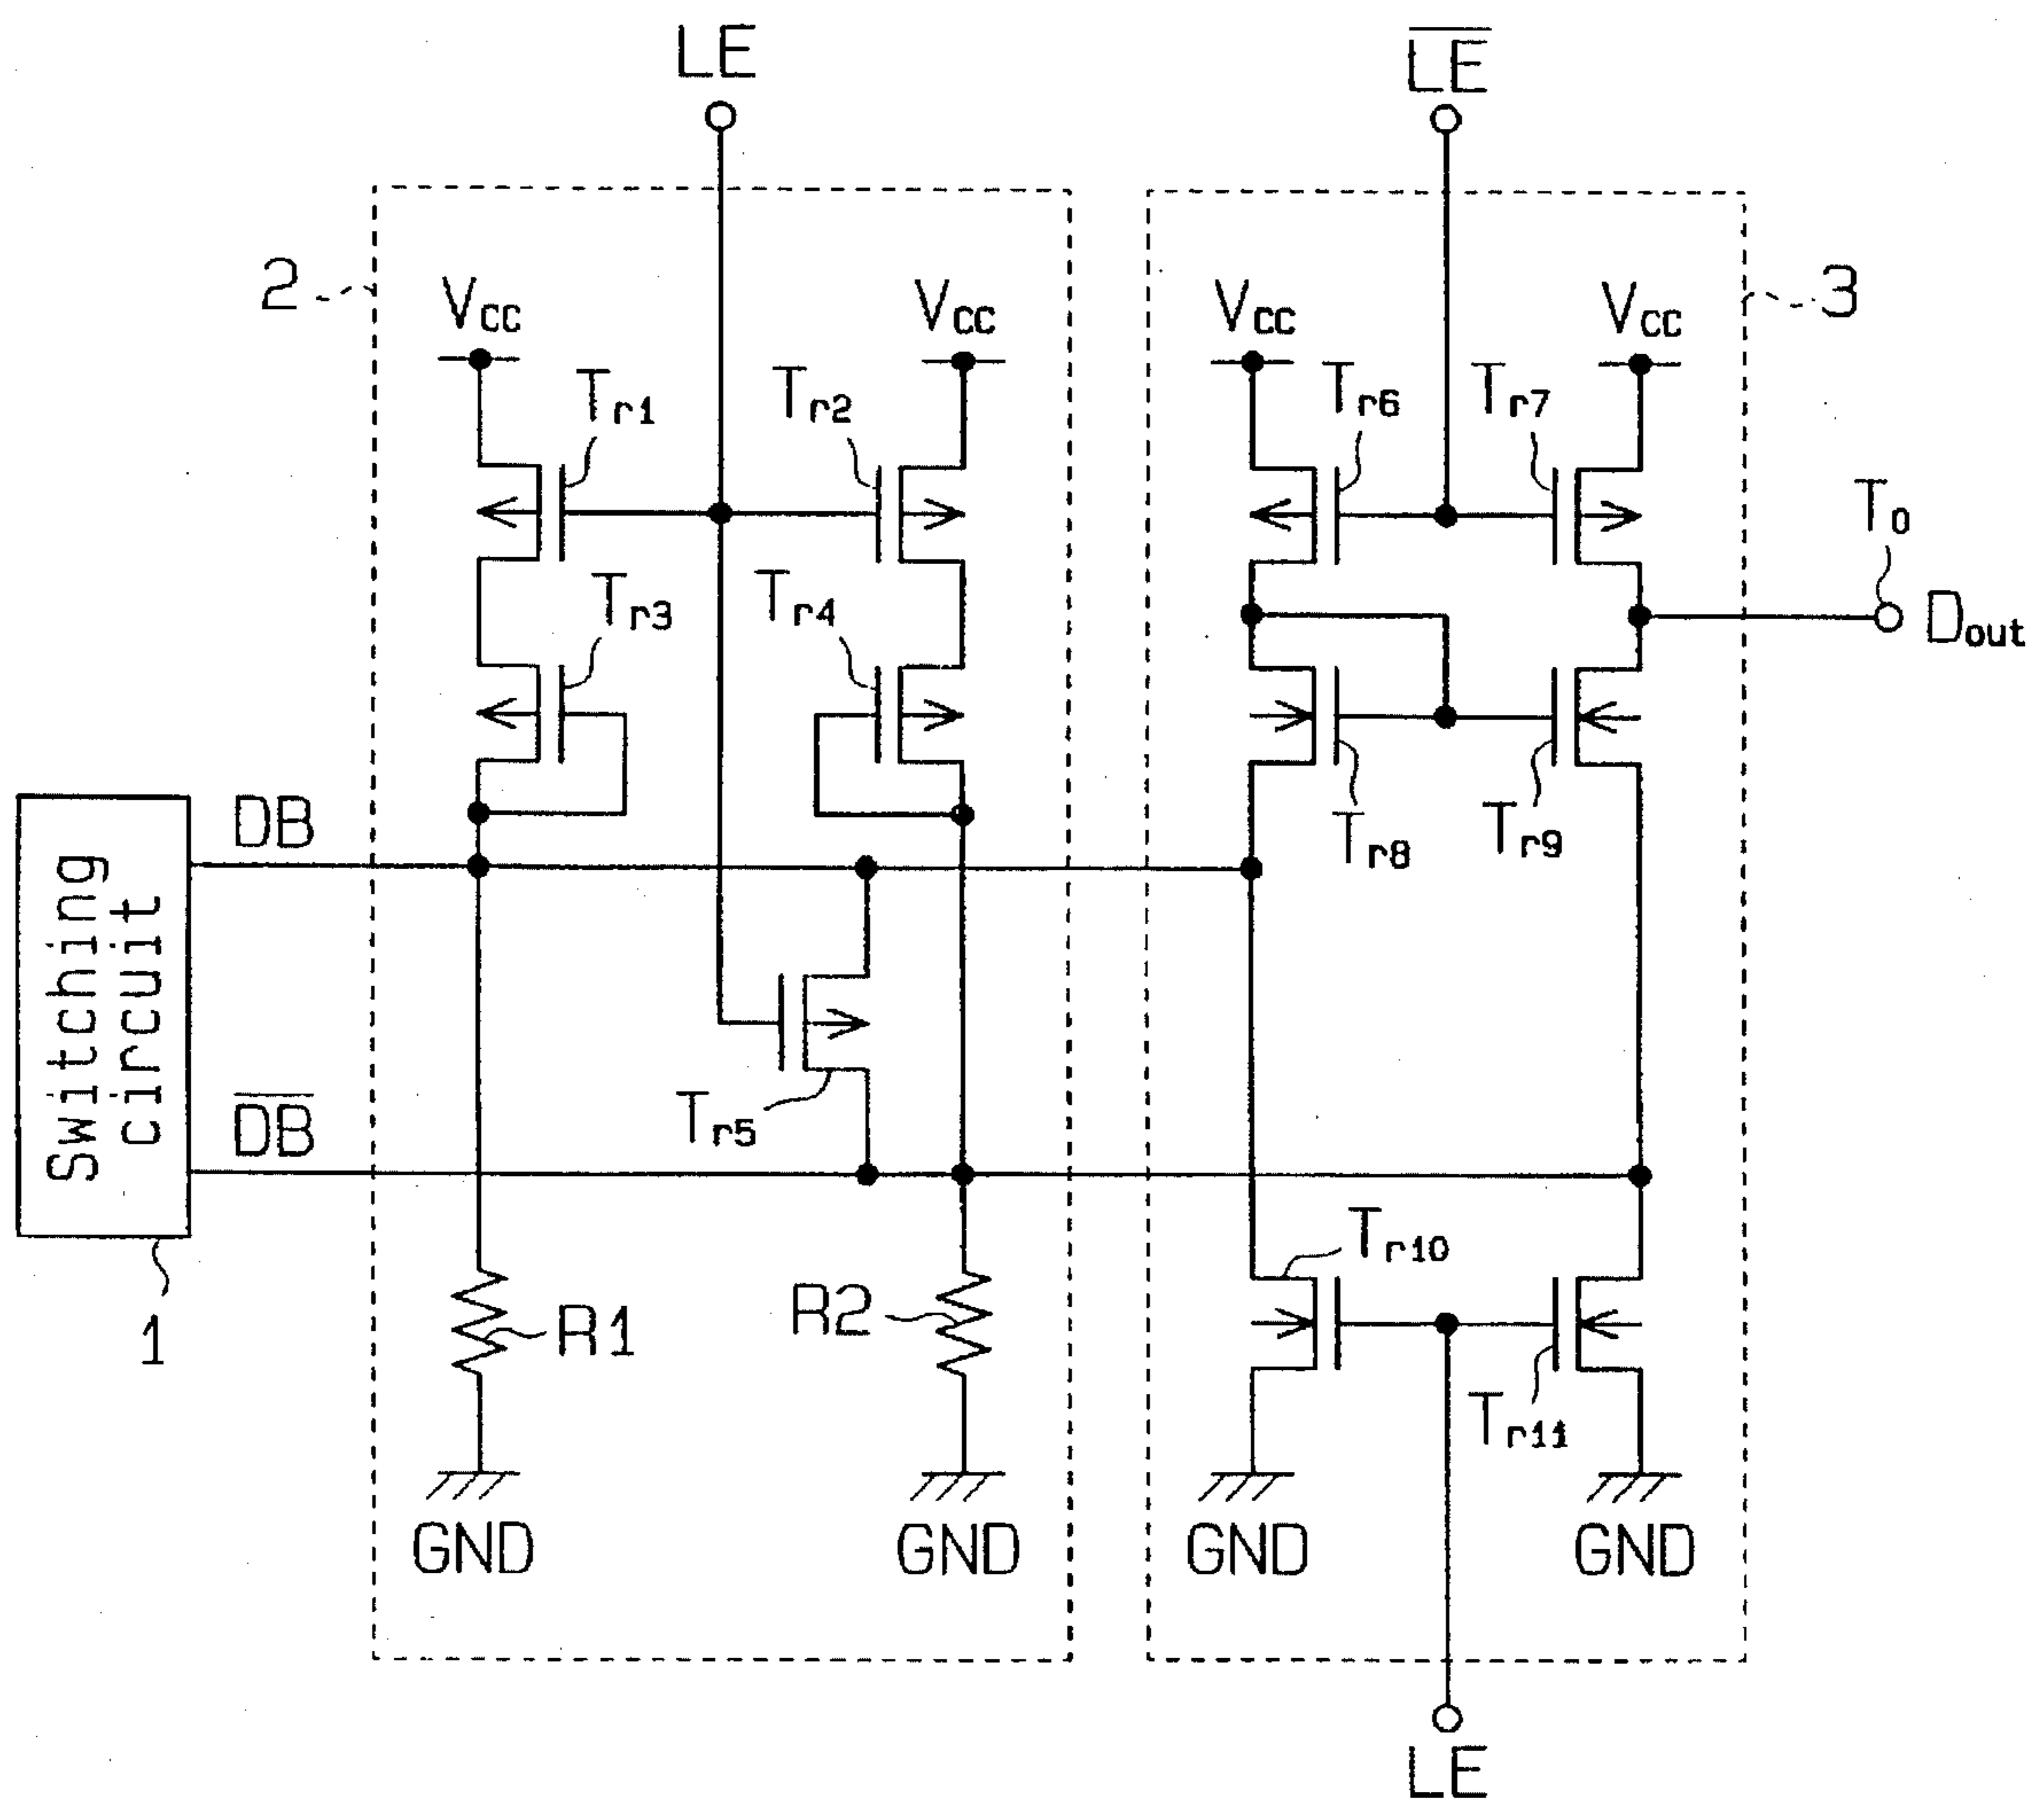 LE
L̅E̅
2
Vcc
Vcc
Vcc
Vcc
3
Tr1
Tr2
Tr6
Tr7
To
Tr3
Tr4
Dout
DB
Tr8
Tr9
Switching
circuit
D̅B̅
Tr5
Tr10
1
R1
R2
Tr11
GND
GND
GND
GND
LE